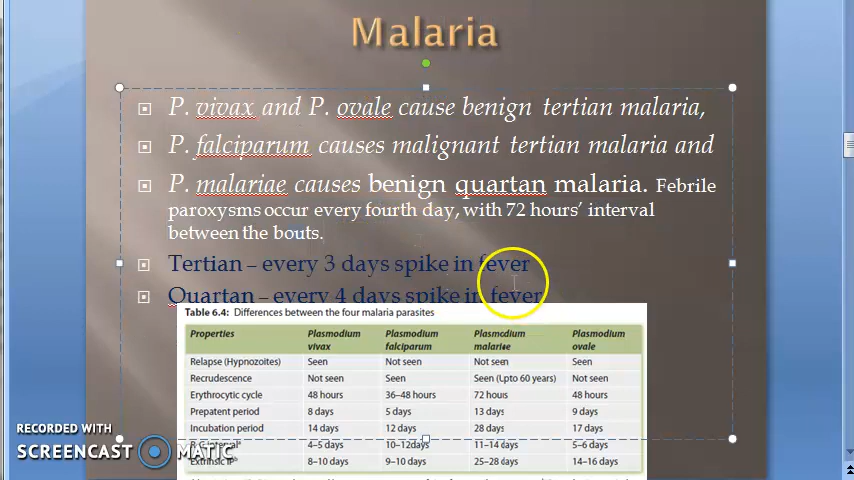 Malaria
P. vivax and P. ovale cause benign tertian malaria,
P. falciparum causes malignant tertian malaria and
P. malariae causes benign quartan malaria. Febrile
paroxysms occur every fourth day, with 72 hours' interval
between the bouts.
Tertian – every 3 days spike in fever
Quartan – every 4 days spike in fever
Table 6.4: Differences between the four malaria parasites
Properties Plasmodium vivax Plasmodium falciparum Plasmodium malariae Plasmodium ovale
Relapse (Hypnozoites) Seen Not seen Not seen Seen
Recrudescence Not seen Seen Seen (Upto 60 years) Not seen
Erythrocytic cycle 48 hours 36–48 hours 72 hours 48 hours
Prepatent period 8 days 5 days 13 days 9 days
Incubation period 14 days 12 days 28 days 17 days
interval 4–5 days 10–12days 11–14 days 5–6 days
Extrinsic IP 8–10 days 9–10 days 25–28 days 14–16 days
RECORDED WITH
SCREENCAST MATIC